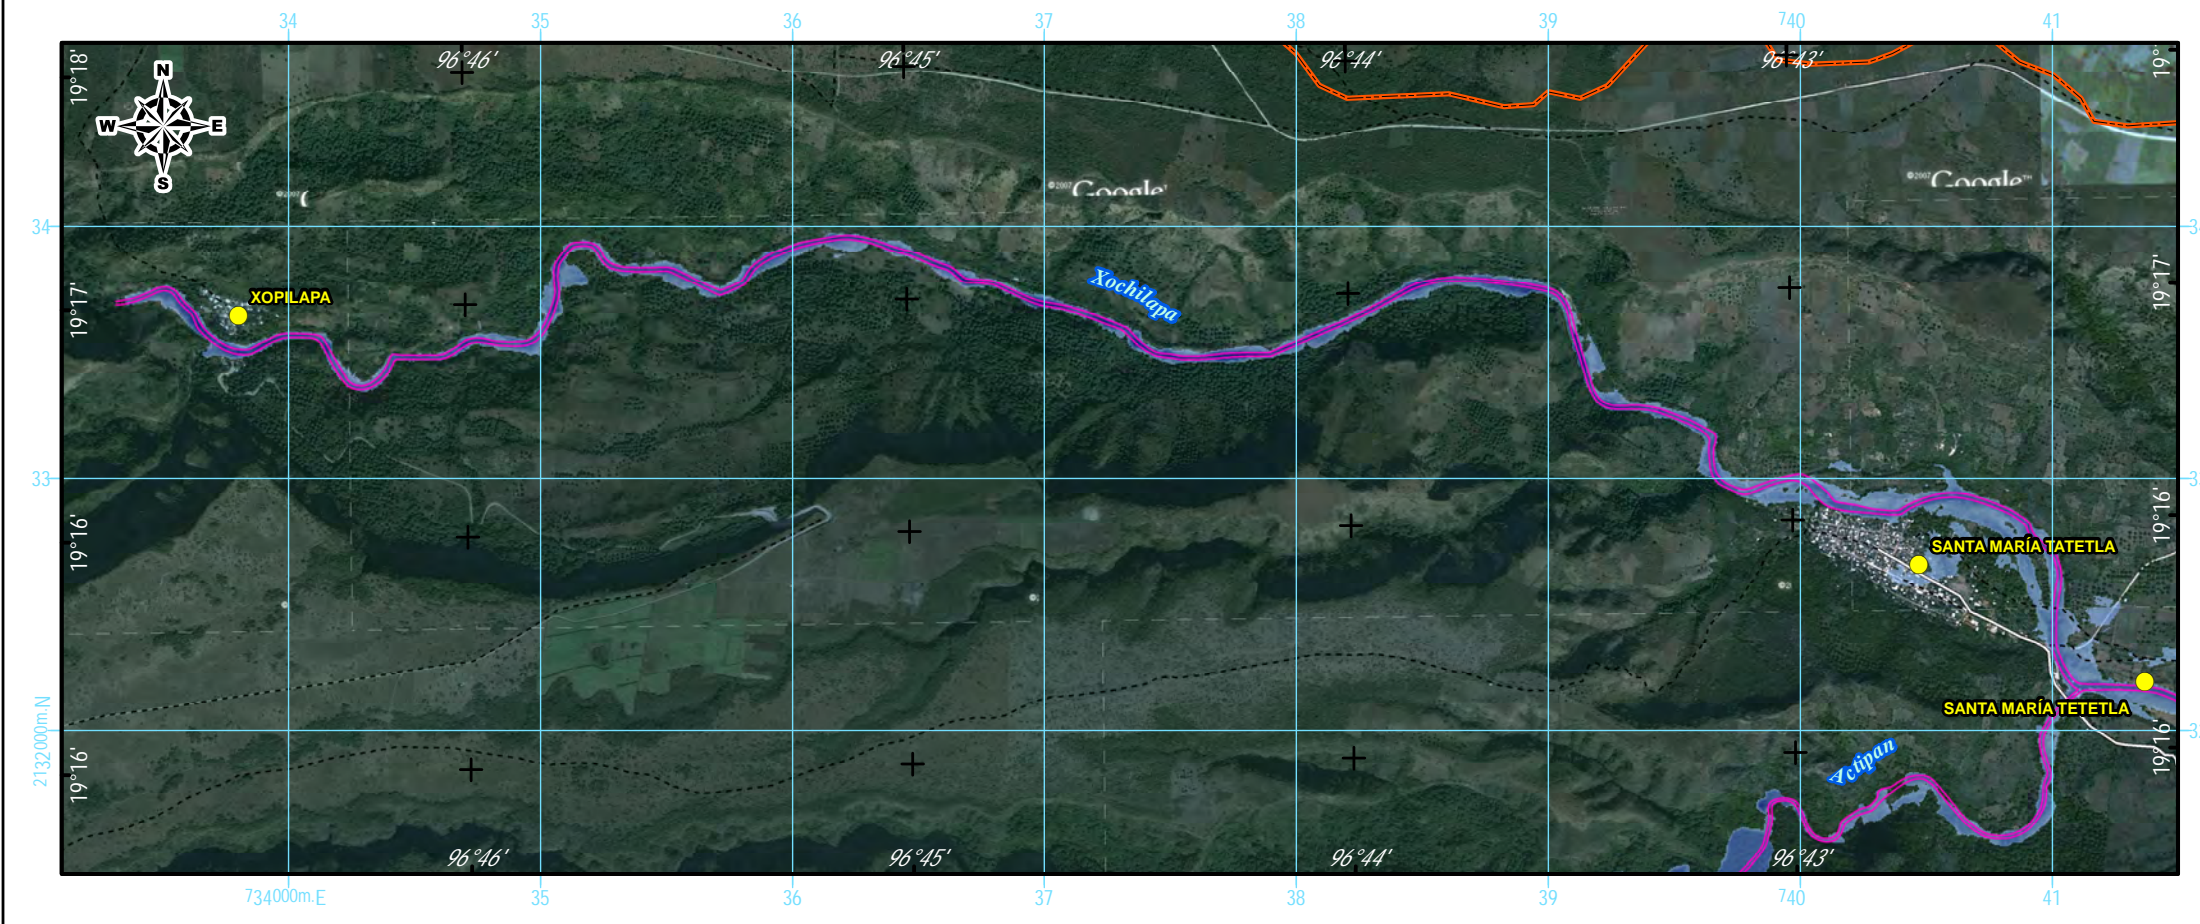 34 35 36 37 38 39 740 41
96°46' 96°45' 96°44' 96°43'
19°18'
N
W E
S
©2007 Google™
©2007 Google
©2007
34
Xochilapa
XOPILAPA
19°17' 19°17'
33
19°16' 19°16'
SANTA MARÍA TATETLA
SANTA MARÍA TETETLA
2132000m.N
Actipan
19°16' 19°16'
96°46' 96°45' 96°44' 96°43'
734000m.E 35 36 37 38 39 740 41